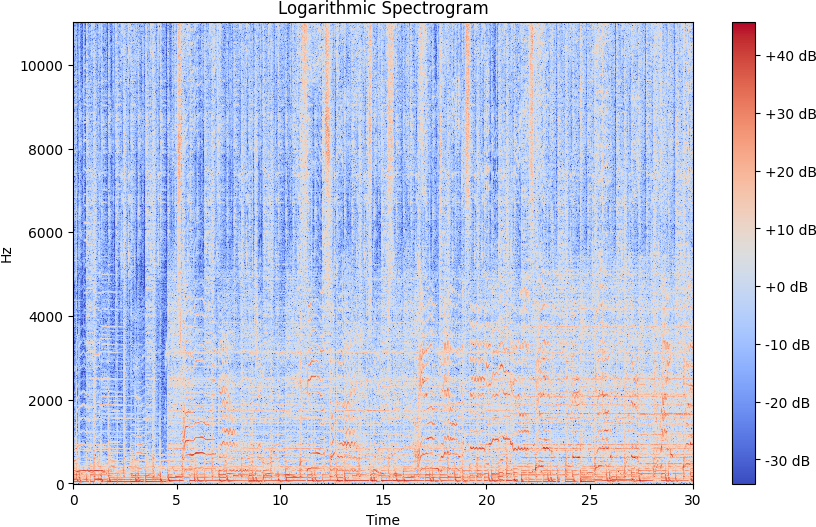 Logarithmic Spectrogram
10000
8000
6000
4000
2000
0
Hz
0
5
10
15
20
25
30
Time
+40 dB
+30 dB
+20 dB
+10 dB
+0 dB
-10 dB
-20 dB
-30 dB